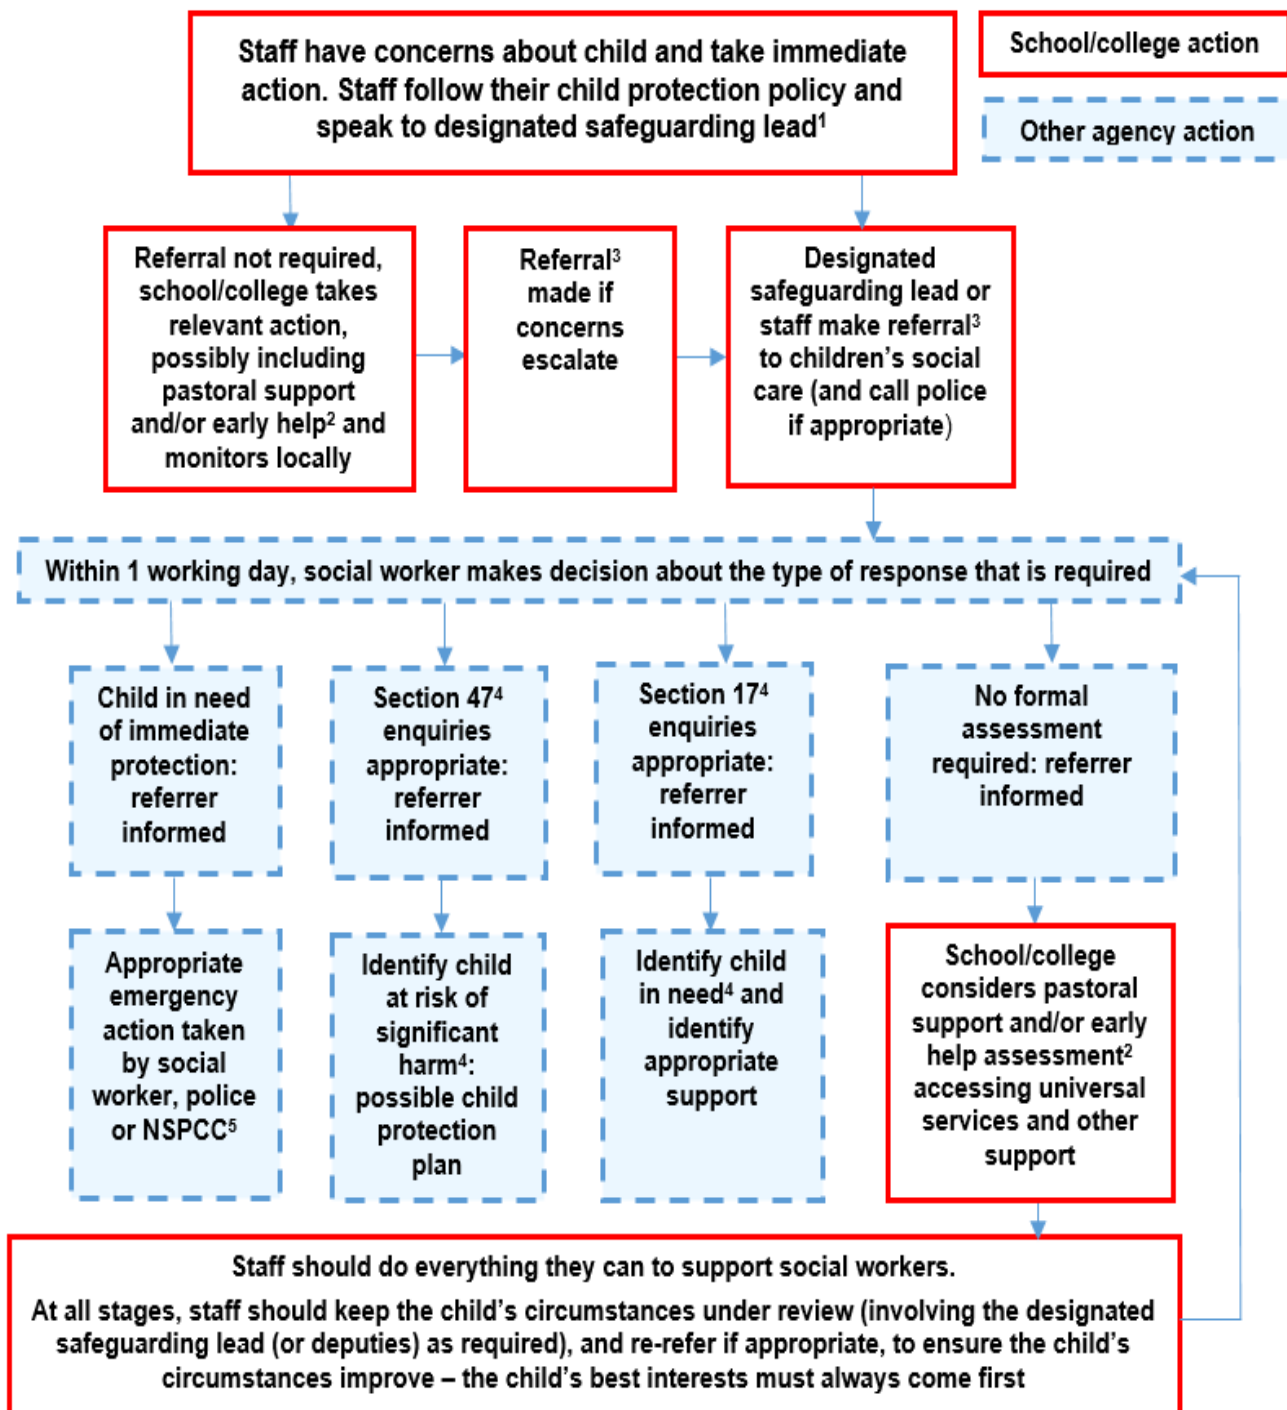 Staff have concerns about child and take immediate
action. Staff follow their child protection policy and
speak to designated safeguarding lead¹
School/college action
Other agency action
Referral not required,
school/college takes
relevant action,
possibly including
pastoral support
and/or early help² and
monitors locally
Referral³
made if
concerns
escalate
Designated
safeguarding lead or
staff make referral³
to children’s social
care (and call police
if appropriate)
Within 1 working day, social worker makes decision about the type of response that is required
Child in need
of immediate
protection:
referrer
informed
Section 47⁴
enquiries
appropriate:
referrer
informed
Section 17⁴
enquiries
appropriate:
referrer
informed
No formal
assessment
required: referrer
informed
Appropriate
emergency
action taken
by social
worker, police
or NSPCC⁵
Identify child
at risk of
significant
harm⁴:
possible child
protection
plan
Identify child
in need⁴ and
identify
appropriate
support
School/college
considers pastoral
support and/or early
help assessment²
accessing universal
services and other
support
Staff should do everything they can to support social workers.
At all stages, staff should keep the child’s circumstances under review (involving the designated
safeguarding lead (or deputies) as required), and re-refer if appropriate, to ensure the child’s
circumstances improve – the child’s best interests must always come first